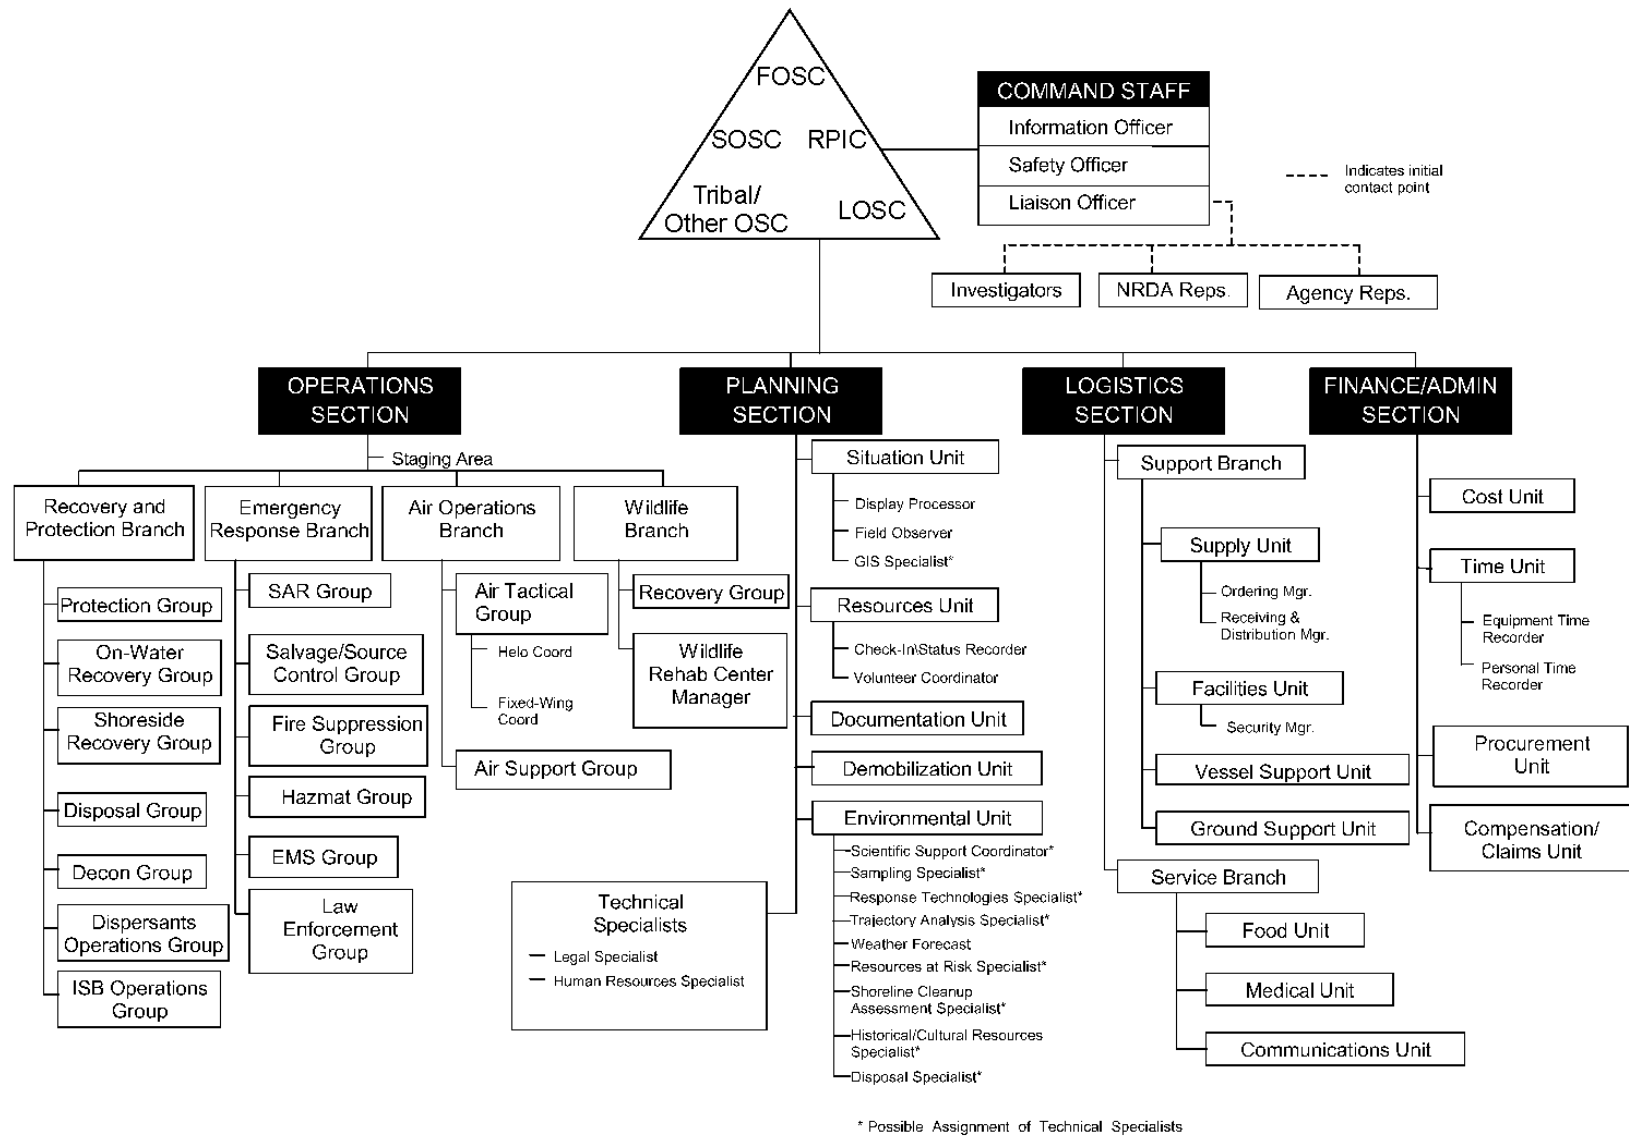 FOSC
SOSC RPIC
Tribal/
Other OSC
LOSC
COMMAND STAFF
Information Officer
Safety Officer
Liaison Officer
Indicates initial
contact point
Investigators
NRDA Reps.
Agency Reps.
OPERATIONS
SECTION
Staging Area
Recovery and
Protection Branch
Protection Group
On-Water
Recovery Group
Shoreside
Recovery Group
Disposal Group
Decon Group
Dispersants
Operations Group
ISB Operations
Group
Emergency
Response Branch
SAR Group
Salvage/Source
Control Group
Fire Suppression
Group
Hazmat Group
EMS Group
Law
Enforcement
Group
Air Operations
Branch
Air Tactical
Group
Helo Coord
Fixed-Wing
Coord
Air Support Group
Wildlife
Branch
Recovery Group
Wildlife
Rehab Center
Manager
PLANNING
SECTION
Situation Unit
Display Processor
Field Observer
GIS Specialist*
Resources Unit
Check-In\Status Recorder
Volunteer Coordinator
Documentation Unit
Demobilization Unit
Environmental Unit
Scientific Support Coordinator*
Sampling Specialist*
Response Technologies Specialist*
Trajectory Analysis Specialist*
Weather Forecast
Resources at Risk Specialist*
Shoreline Cleanup
Assessment Specialist*
Historical/Cultural Resources
Specialist*
Disposal Specialist*
Technical
Specialists
Legal Specialist
Human Resources Specialist
LOGISTICS
SECTION
Support Branch
Supply Unit
Ordering Mgr.
Receiving &
Distribution Mgr.
Facilities Unit
Security Mgr.
Vessel Support Unit
Ground Support Unit
Service Branch
Food Unit
Medical Unit
Communications Unit
FINANCE/ADMIN
SECTION
Cost Unit
Time Unit
Equipment Time
Recorder
Personal Time
Recorder
Procurement
Unit
Compensation/
Claims Unit
* Possible Assignment of Technical Specialists